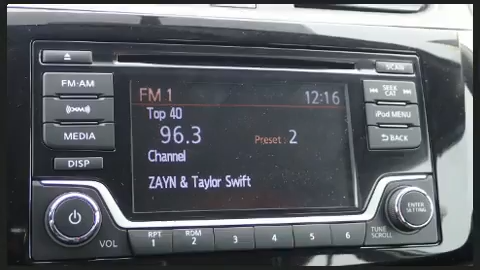 SCAN
FM·AM
XM
MEDIA
DISP
FM 1 12:16
Top 40
96.3 Preset : 2
Channel
ZAYN & Taylor Swift
SEEK
CAT
iPod MENU
BACK
ENTER
SETTING
TUNE
SCROLL
VOL
RPT
1
RDM
2
3
4
5
6